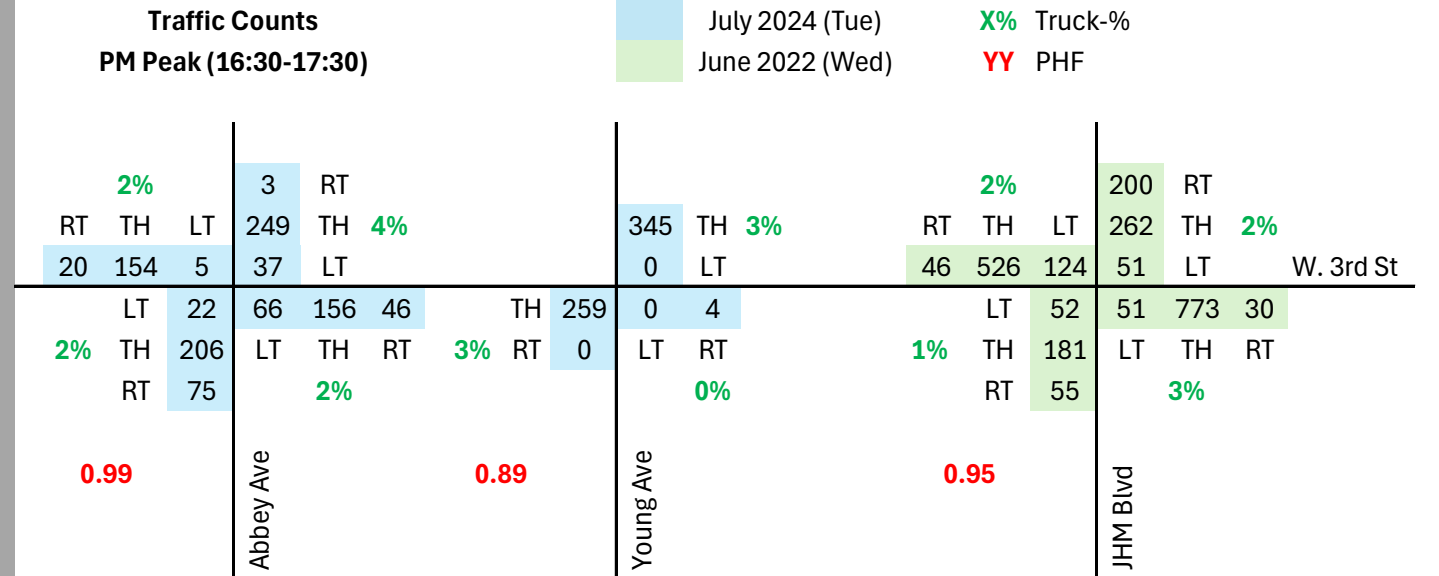 Traffic Counts July 2024 (Tue) X% Truck-%
PM Peak (16:30-17:30) June 2022 (Wed) YY PHF
2% 3 RT 2% 200 RT
RT TH LT 249 TH 4% 345 TH 3% RT TH LT 262 TH 2%
20 154 5 37 LT 0 LT 46 526 124 51 LT W. 3rd St
LT 22 66 156 46 TH 259 0 4 LT 52 51 773 30
2% TH 206 LT TH RT 3% RT 0 LT RT 1% TH 181 LT TH RT
RT 75 2% 0% RT 55 3%
0.99 0.89 0.95
Abbey Ave
Young Ave
JHM Blvd